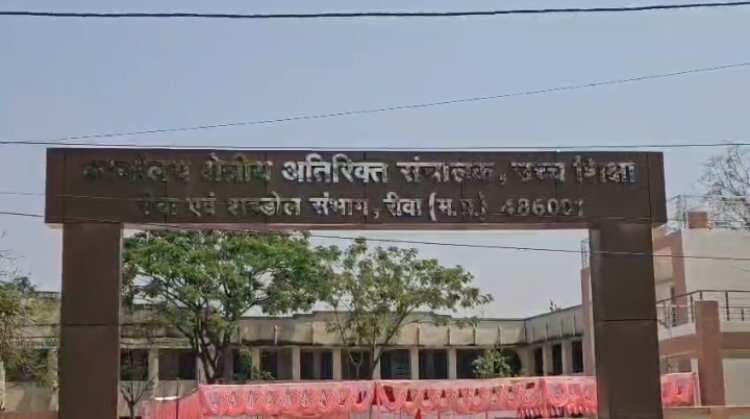 कार्यालय क्षेत्रीय अतिरिक्त संचालक, उच्च शिक्षा
रीवा एवं शहडोल संभाग, रीवा (म.प्र.) 486001